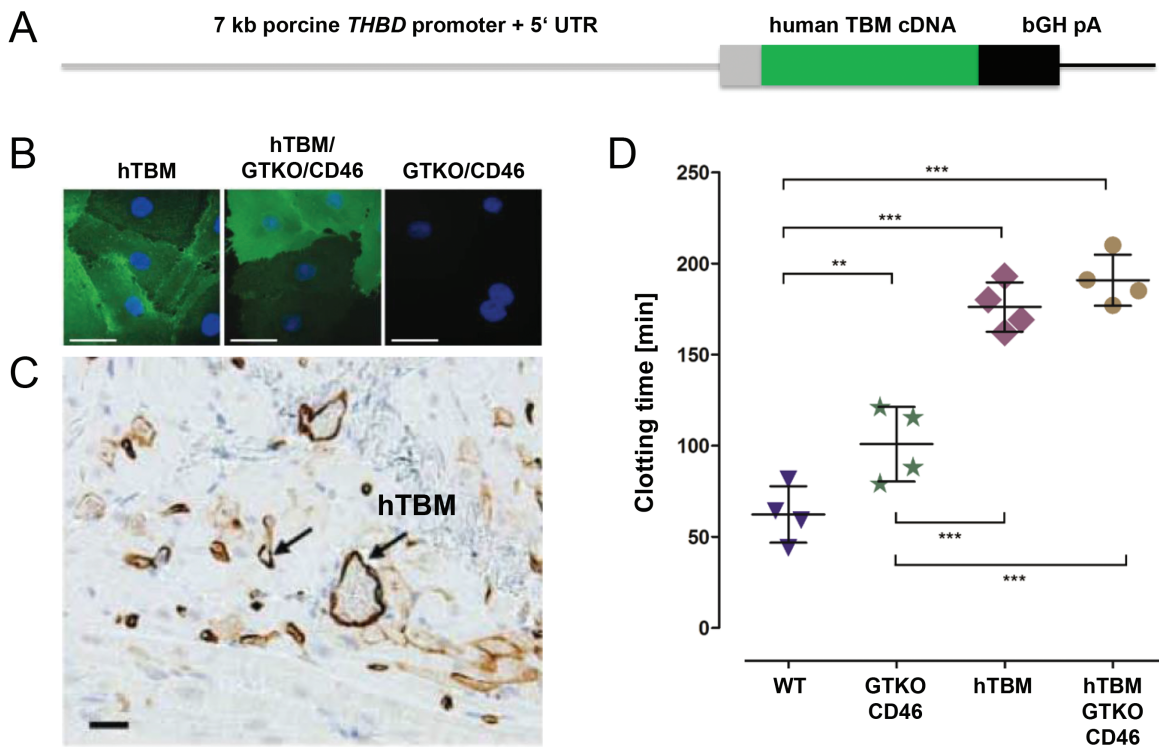 A
7 kb porcine THBD promoter + 5‘ UTR
human TBM cDNA
bGH pA
B
hTBM
hTBM/
GTKO/CD46
GTKO/CD46
C
hTBM
D
Clotting time [min]
250
200
150
100
50
0
***
***
**
***
***
WT
GTKO
CD46
hTBM
hTBM
GTKO
CD46